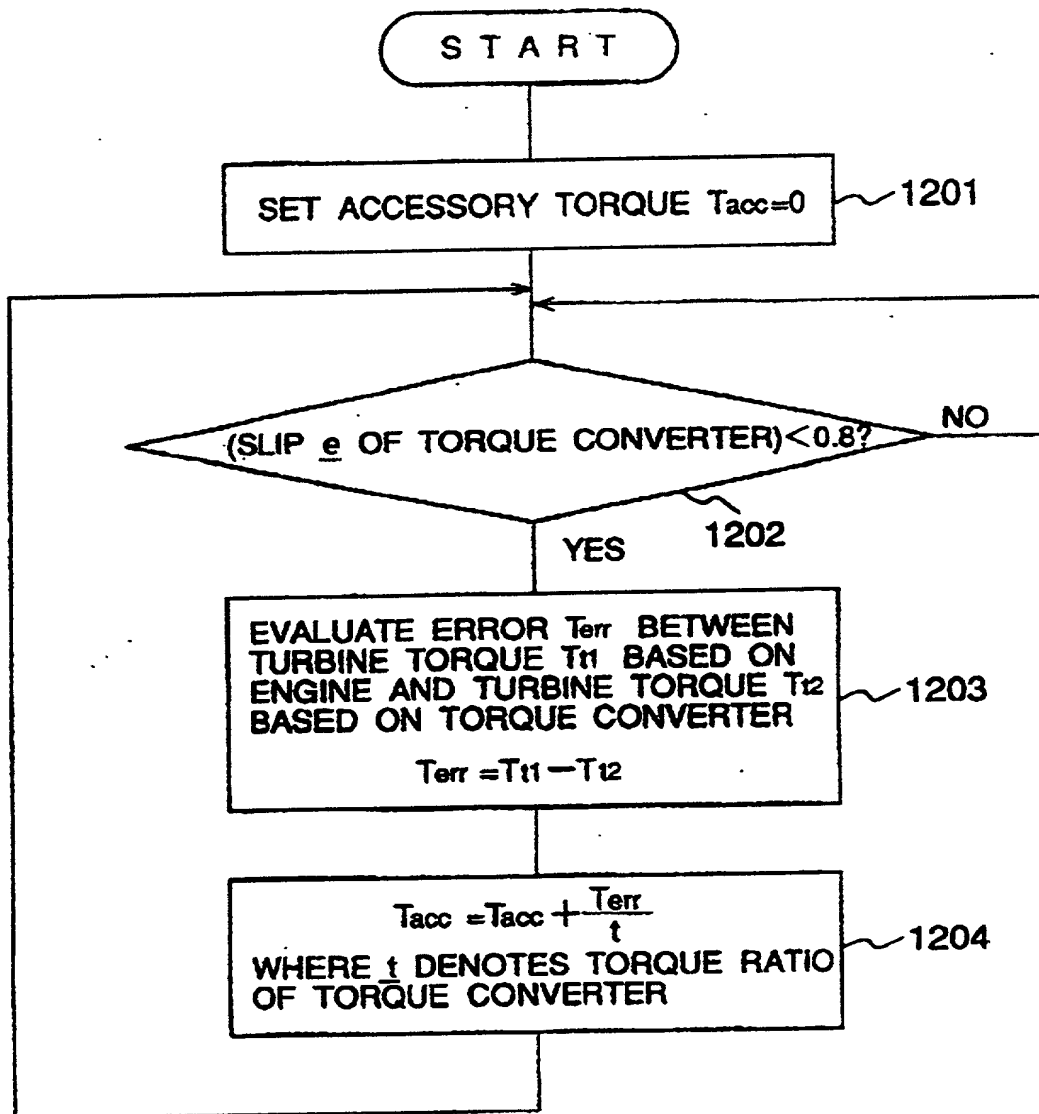 START
SET ACCESSORY TORQUE Tacc=0
1201
(SLIP e OF TORQUE CONVERTER)<0.8?
NO
1202
YES
EVALUATE ERROR Terr BETWEEN
TURBINE TORQUE Tt1 BASED ON
ENGINE AND TURBINE TORQUE Tt2
BASED ON TORQUE CONVERTER
Terr=Tt1−Tt2
1203
Tacc=Tacc+Terr/t
WHERE t DENOTES TORQUE RATIO
OF TORQUE CONVERTER
1204